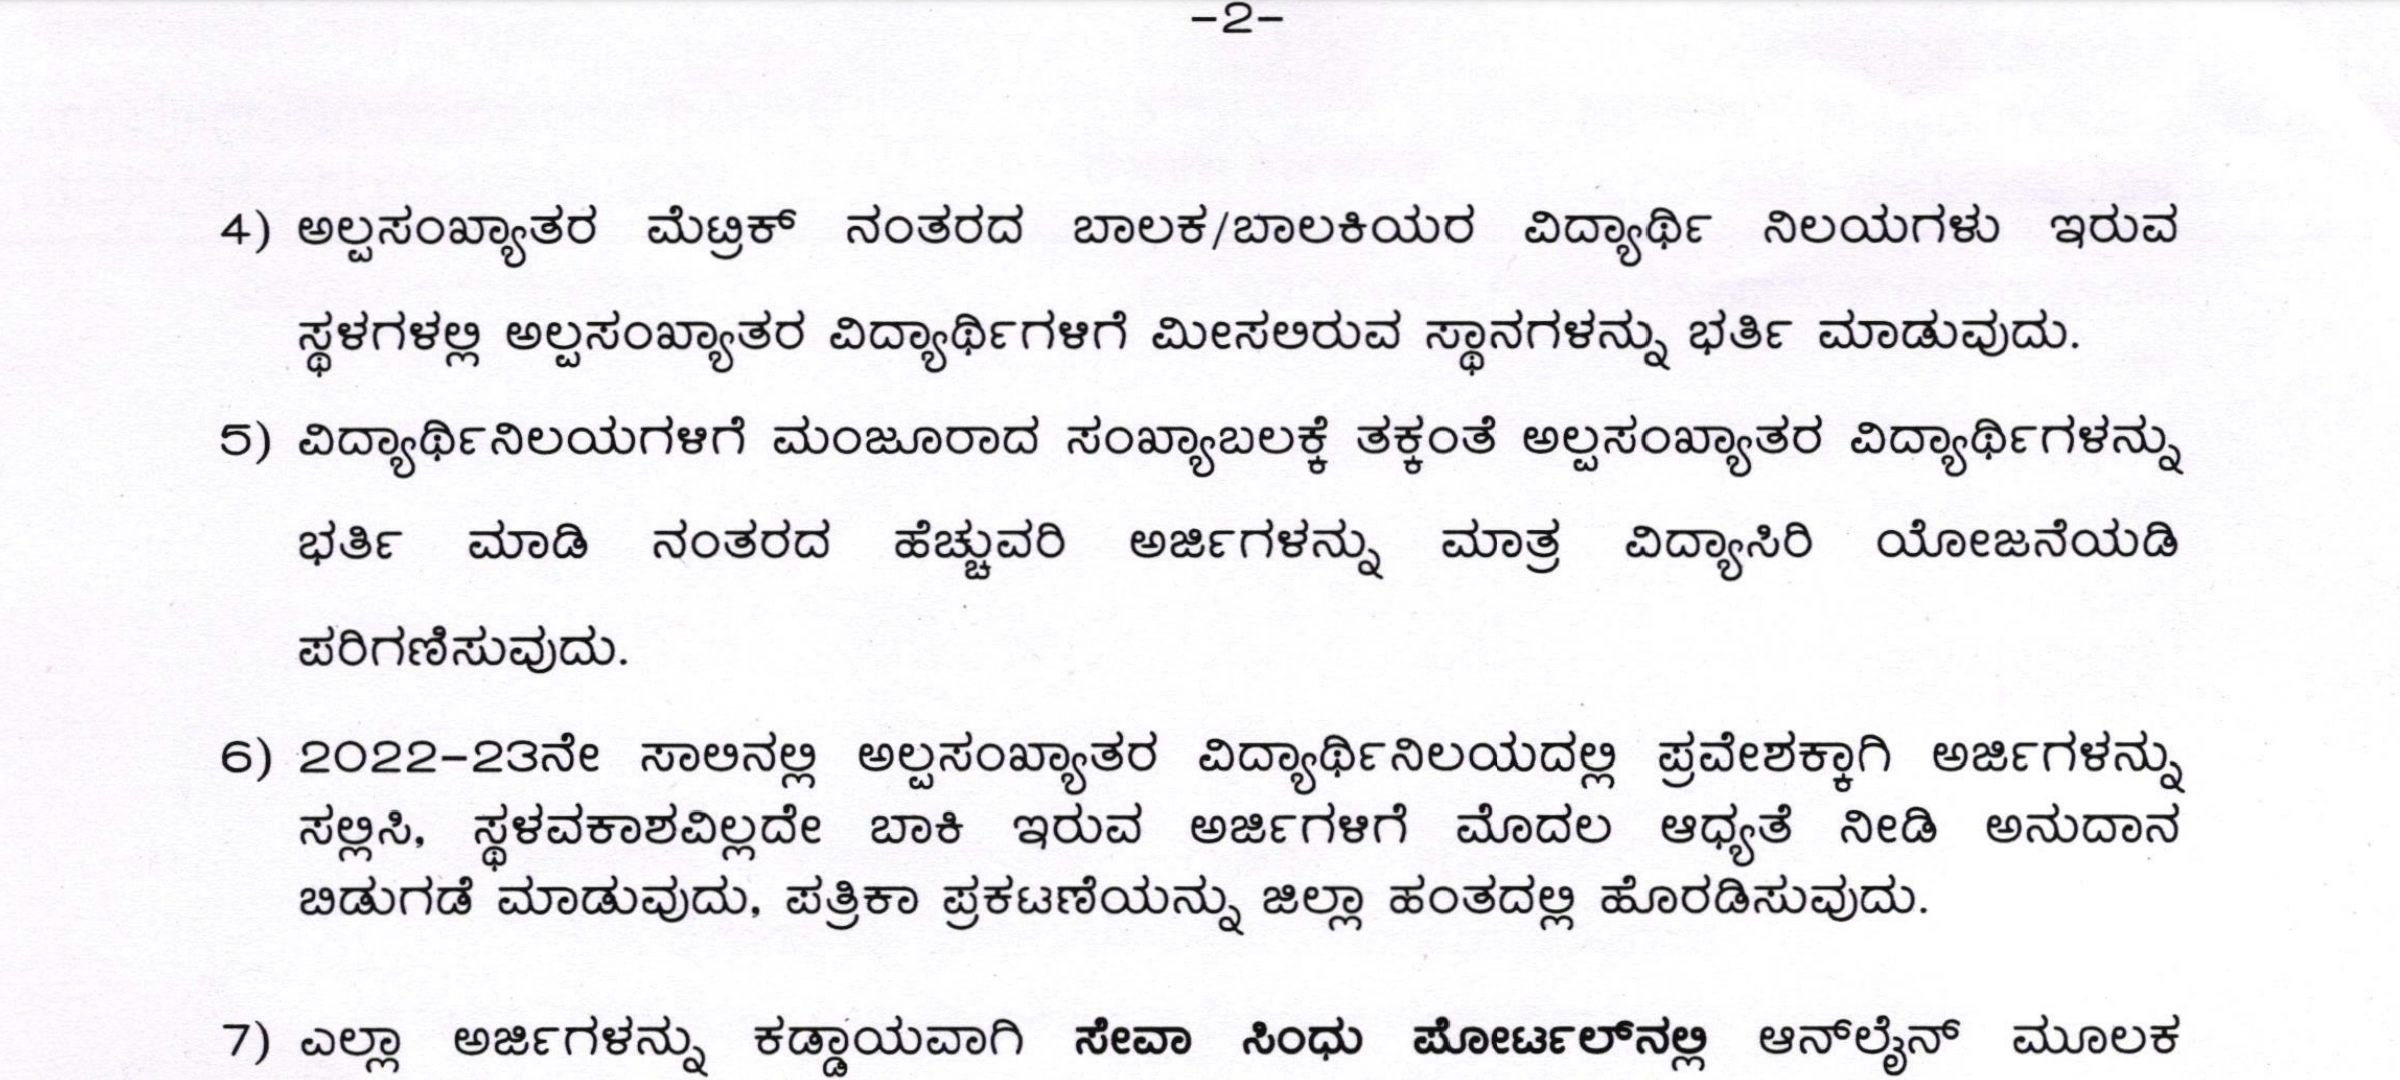 -2-
4) ಅಲ್ಪಸಂಖ್ಯಾತರ ಮೆಟ್ರಿಕ್ ನಂತರದ ಬಾಲಕ/ಬಾಲಕಿಯರ ವಿದ್ಯಾರ್ಥಿ ನಿಲಯಗಳು ಇರುವ
ಸ್ಥಳಗಳಲ್ಲಿ ಅಲ್ಪಸಂಖ್ಯಾತರ ವಿದ್ಯಾರ್ಥಿಗಳಿಗೆ ಮೀಸಲಿರುವ ಸ್ಥಾನಗಳನ್ನು ಭರ್ತಿ ಮಾಡುವುದು.
5) ವಿದ್ಯಾರ್ಥಿನಿಲಯಗಳಿಗೆ ಮಂಜೂರಾದ ಸಂಖ್ಯಾಬಲಕ್ಕೆ ತಕ್ಕಂತೆ ಅಲ್ಪಸಂಖ್ಯಾತರ ವಿದ್ಯಾರ್ಥಿಗಳನ್ನು
ಭರ್ತಿ ಮಾಡಿ ನಂತರದ ಹೆಚ್ಚುವರಿ ಅರ್ಜಿಗಳನ್ನು ಮಾತ್ರ ವಿದ್ಯಾಸಿರಿ ಯೋಜನೆಯಡಿ
ಪರಿಗಣಿಸುವುದು.
6) 2022-23ನೇ ಸಾಲಿನಲ್ಲಿ ಅಲ್ಪಸಂಖ್ಯಾತರ ವಿದ್ಯಾರ್ಥಿನಿಲಯದಲ್ಲಿ ಪ್ರವೇಶಕ್ಕಾಗಿ ಅರ್ಜಿಗಳನ್ನು
ಸಲ್ಲಿಸಿ, ಸ್ಥಳವಕಾಶವಿಲ್ಲದೇ ಬಾಕಿ ಇರುವ ಅರ್ಜಿಗಳಿಗೆ ಮೊದಲ ಆಧ್ಯತೆ ನೀಡಿ ಅನುದಾನ
ಬಿಡುಗಡೆ ಮಾಡುವುದು, ಪತ್ರಿಕಾ ಪ್ರಕಟಣೆಯನ್ನು ಜಿಲ್ಲಾ ಹಂತದಲ್ಲಿ ಹೊರಡಿಸುವುದು.
7) ಎಲ್ಲಾ ಅರ್ಜಿಗಳನ್ನು ಕಡ್ಡಾಯವಾಗಿ ಸೇವಾ ಸಿಂಧು ಪೋರ್ಟಲ್‌ನಲ್ಲಿ ಆನ್‌ಲೈನ್ ಮೂಲಕ